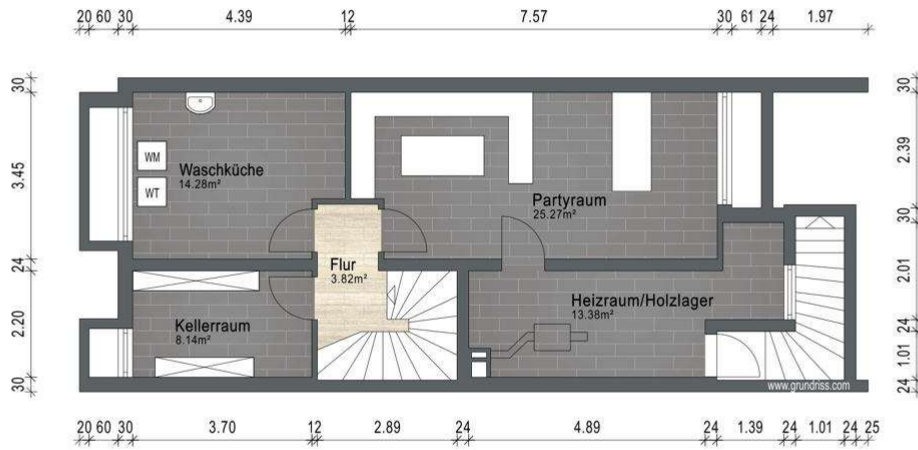 20 60 30 4.39 12 7.57 30 61 24 1.97
30 3.45 24 2.20 30
WM
WT
Waschküche
14.28m²
Partyraum
25.27m²
Flur
3.82m²
Heizraum/Holzlager
13.38m²
Kellerraum
8.14m²
www.grundriss.com
30 2.39 30 2.01 24 1.01 24
20 60 30 3.70 12 2.89 24 4.89 24 1.39 24 1.01 24 25